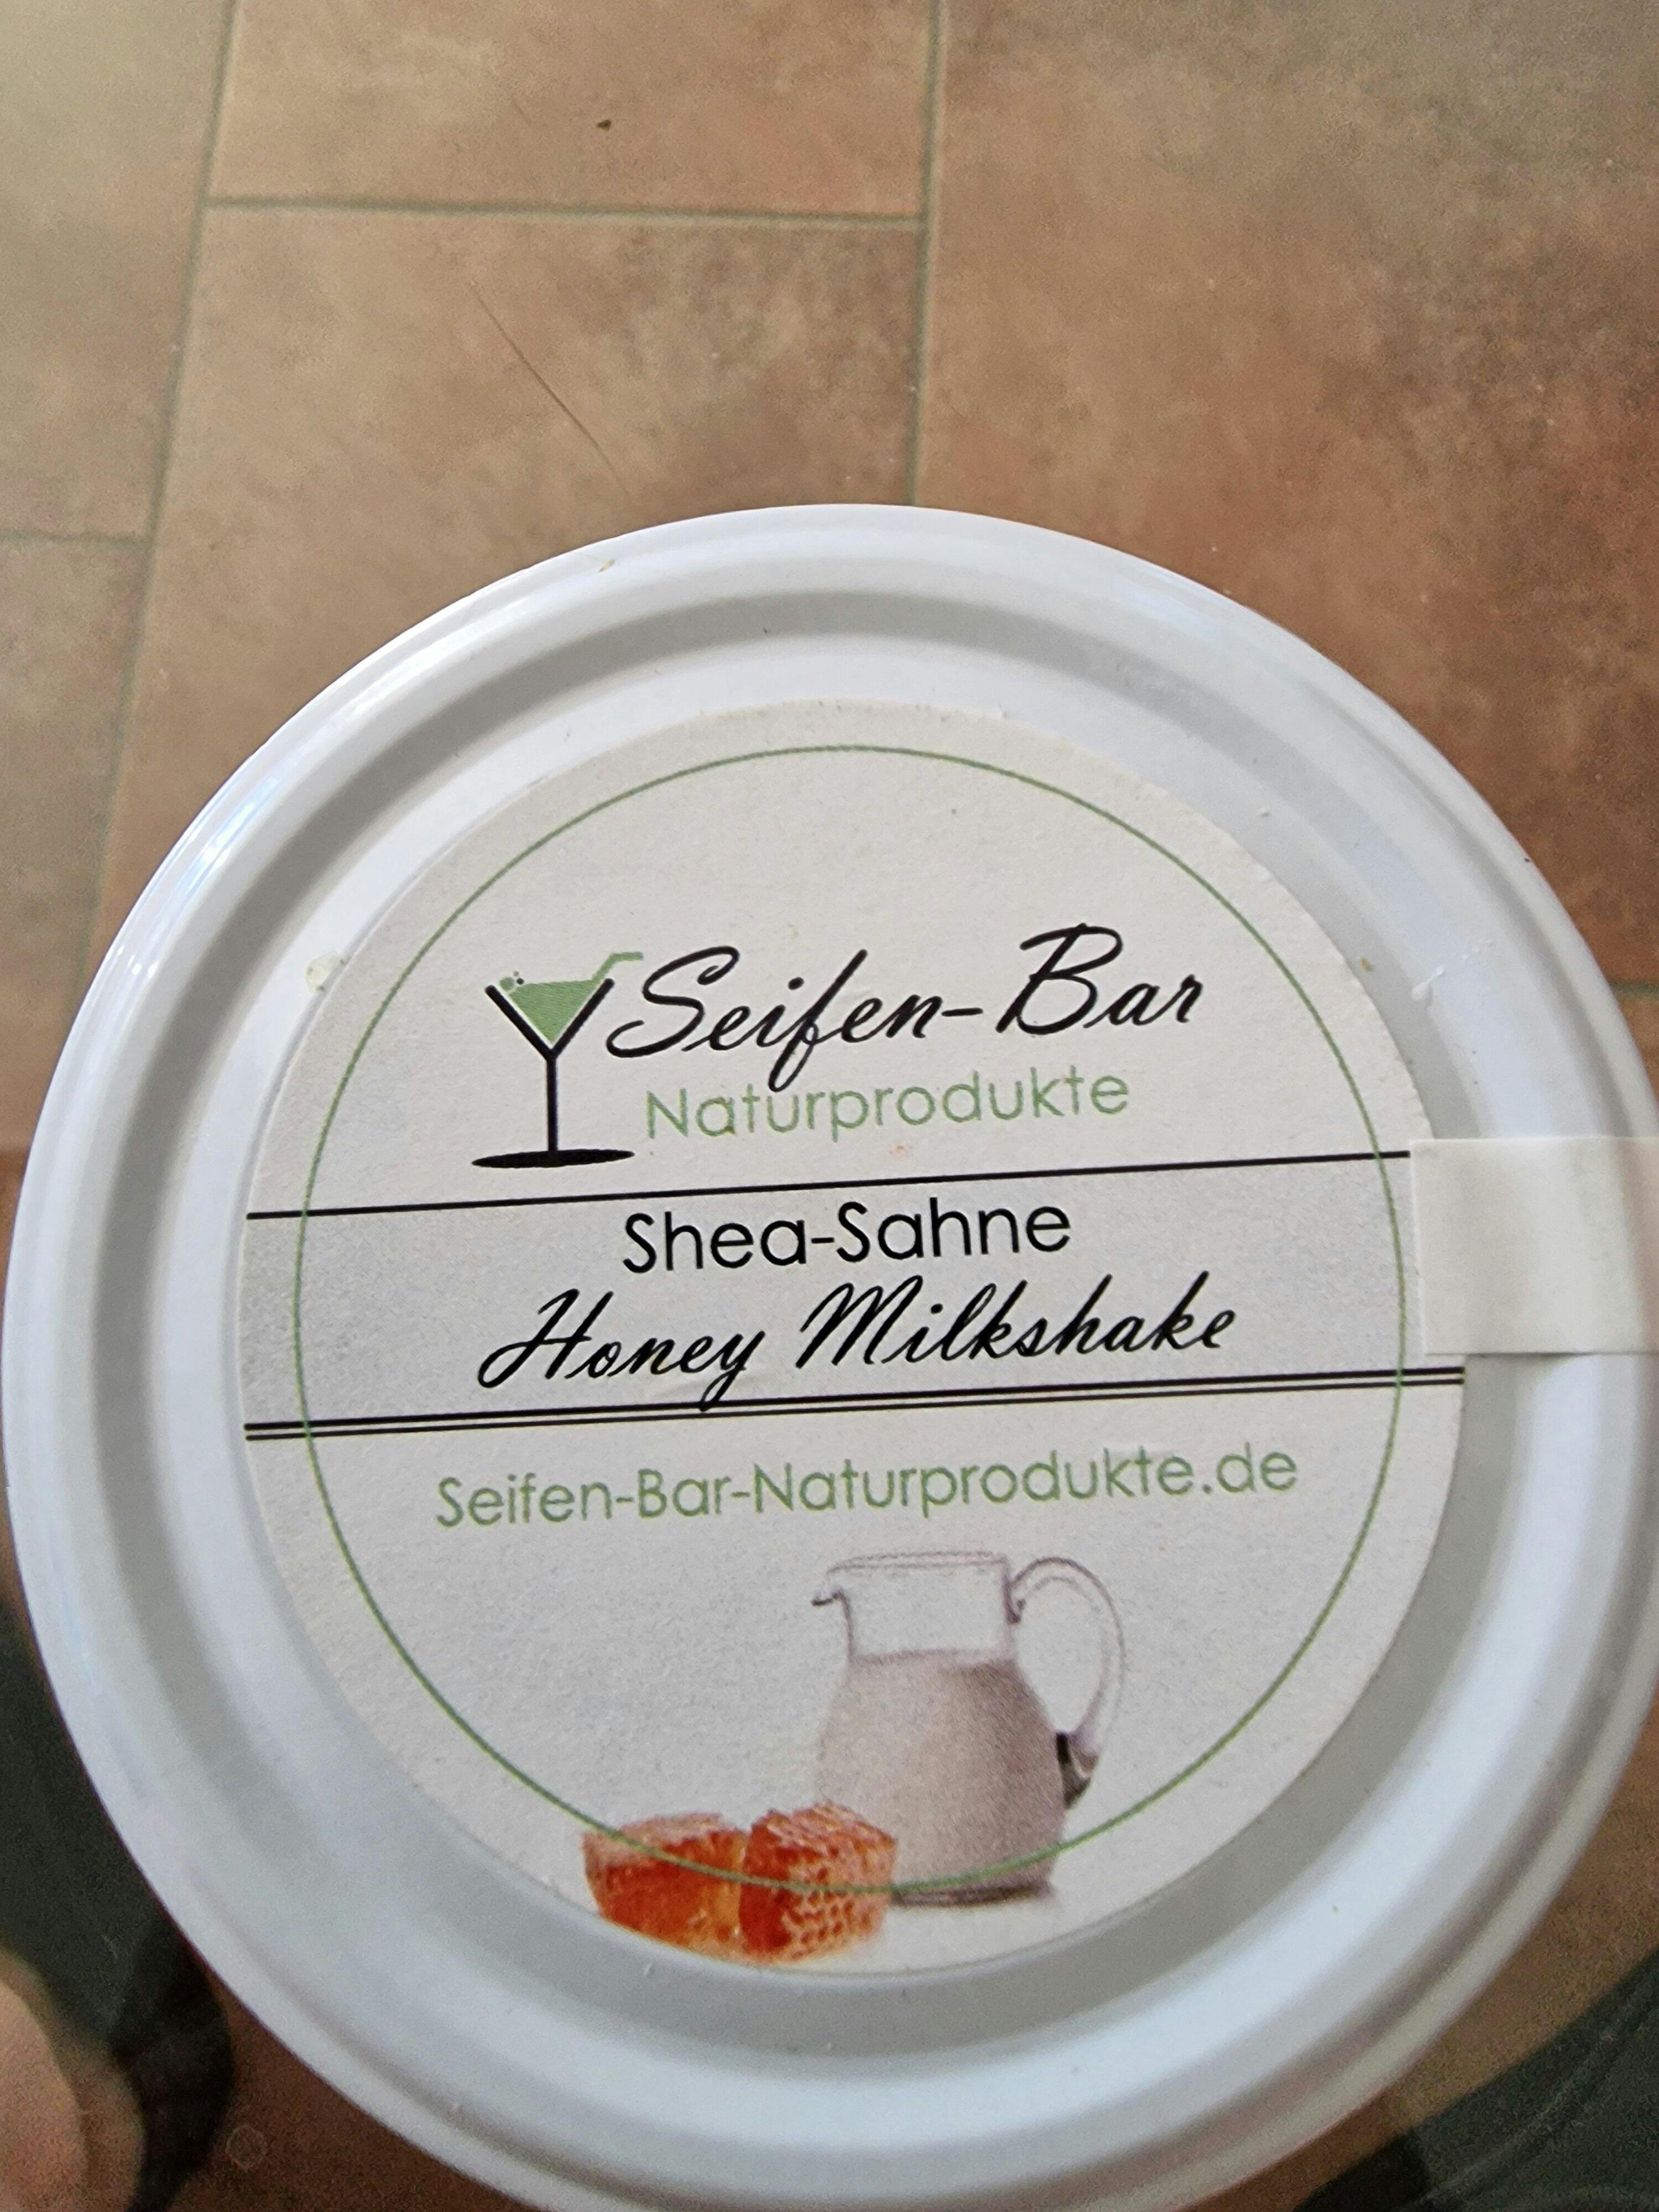 Seifen-Bar
Naturprodukte
Shea-Sahne
Honey Milkshake
Seifen-Bar-Naturprodukte.de